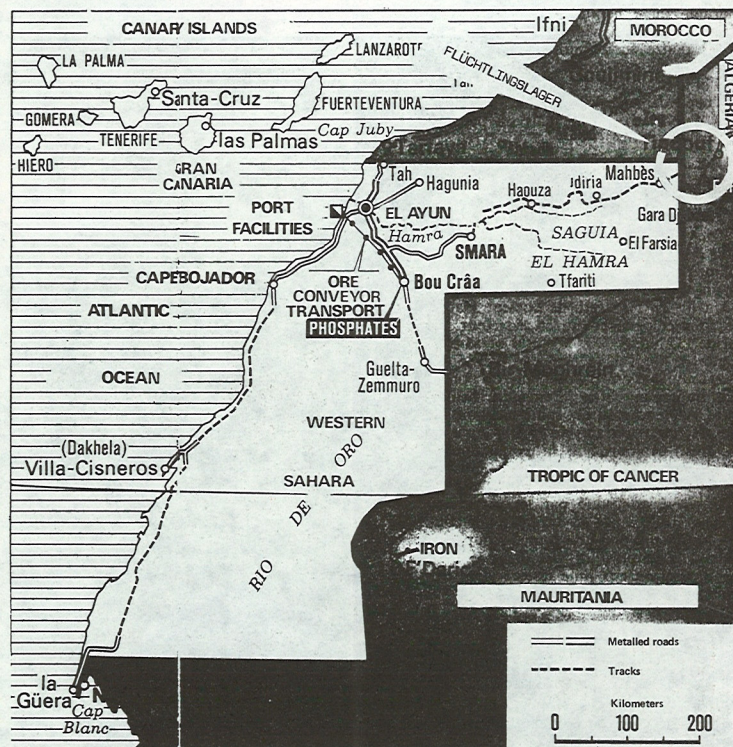 CANARY ISLANDS
Ifni
MOROCCO
LA PALMA
LANZAROTE
FLÜCHTLINGSLAGER
ALGERIA
Santa-Cruz
FUERTEVENTURA
GOMERA
TENERIFE
las Palmas
Cap Juby
HIERO
GRAN
CANARIA
Tah
Hagunia
Haouza
Jdiria
Mahbès
PORT
FACILITIES
EL AYUN
Hamra
SMARA
Gara D
SAGUIA
EL HAMRA
El Farsia
CAPEBOJADOR
ORE
CONVEYOR
TRANSPORT
PHOSPHATES
Bou Crâa
Tfariti
ATLANTIC
OCEAN
Guelta-
Zemmuro
WESTERN
SAHARA
(Dakhela)
Villa-Cisneros
TROPIC OF CANCER
RIO DE ORO
IRON
MAURITANIA
Metalled roads
Tracks
Kilometers
0 100 200
la
Güera
Cap
Blanc